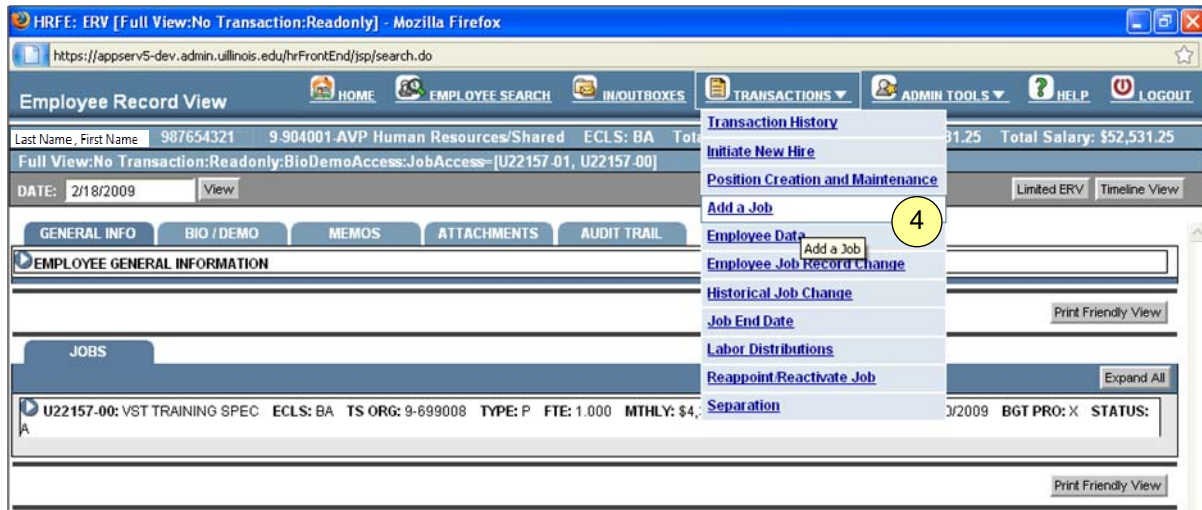 HRFE: ERV [Full View:No Transaction:Readonly] - Mozilla Firefox
https://appserv5-dev.admin.uillinois.edu/hrFrontEnd/jsp/search.do
Employee Record View HOME EMPLOYEE SEARCH IN/OUTBOXES TRANSACTIONS ADMIN TOOLS HELP LOGOUT
Last Name, First Name 987654321 9-904001-AVP Human Resources/Shared ECLS: BA 31.25 Total Salary: $52,531.25
Full View:No Transaction:Readonly:BioDemoAccess:JobAccess=[U22157-01, U22157-00]
DATE: 2/18/2009 View Limited ERV Timeline View
Transaction History
Initiate New Hire
Position Creation and Maintenance
Add a Job
4
Employee Data
Add a Job
Employee Job Record Change
Historical Job Change
Job End Date
Labor Distributions
Reappoint/Reactivate Job
Separation
GENERAL INFO BIO / DEMO MEMOS ATTACHMENTS AUDIT TRAIL
EMPLOYEE GENERAL INFORMATION
Print Friendly View
JOBS
Expand All
U22157-00: VST TRAINING SPEC ECLS: BA TS ORG: 9-699008 TYPE: P FTE: 1.000 MTHLY: $4, 0/2009 BGT PRO: X STATUS:
A
Print Friendly View